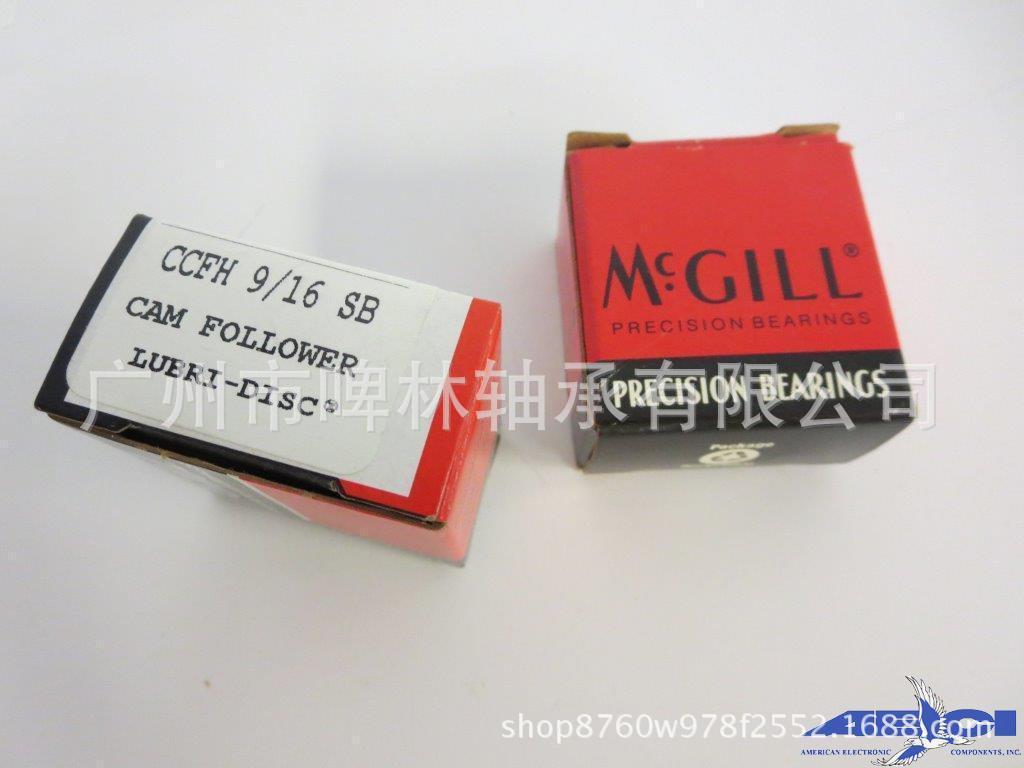 CCFH 9/16 SB
CAM FOLLOWER
LUBRI-DISC®
McGILL®
PRECISION BEARINGS
PRECISION BEARINGS
Package
广州市啤林轴承有限公司
shop8760w978f2552.1688.com
AMERICAN ELECTRONIC COMPONENTS, INC.